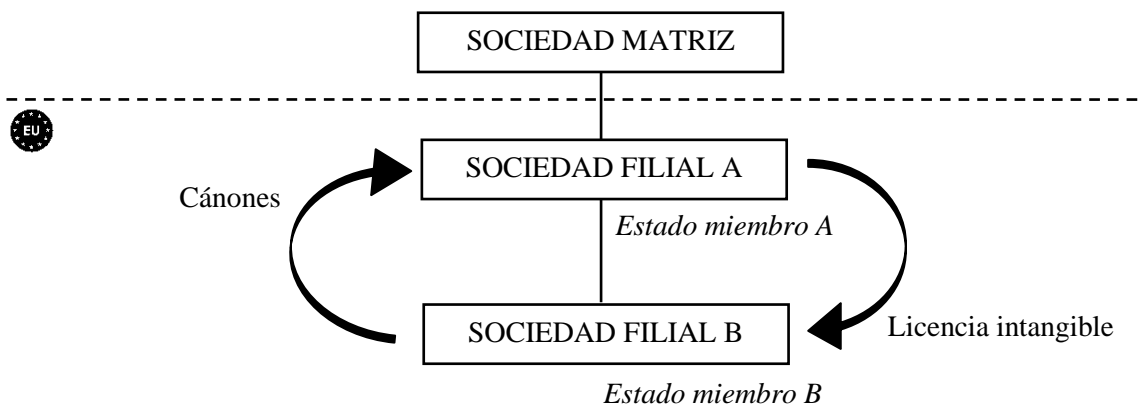 SOCIEDAD MATRIZ
EU
SOCIEDAD FILIAL A
Cánones
Estado miembro A
SOCIEDAD FILIAL B
Licencia intangible
Estado miembro B